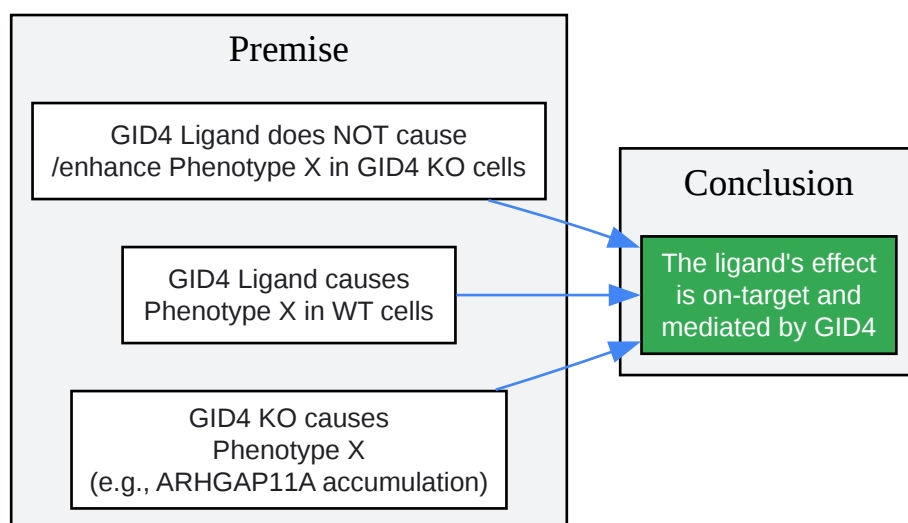 Premise
GID4 Ligand does NOT cause
/enhance Phenotype X in GID4 KO cells
GID4 Ligand causes
Phenotype X in WT cells
GID4 KO causes
Phenotype X
(e.g., ARHGAP11A accumulation)
Conclusion
The ligand's effect
is on-target and
mediated by GID4